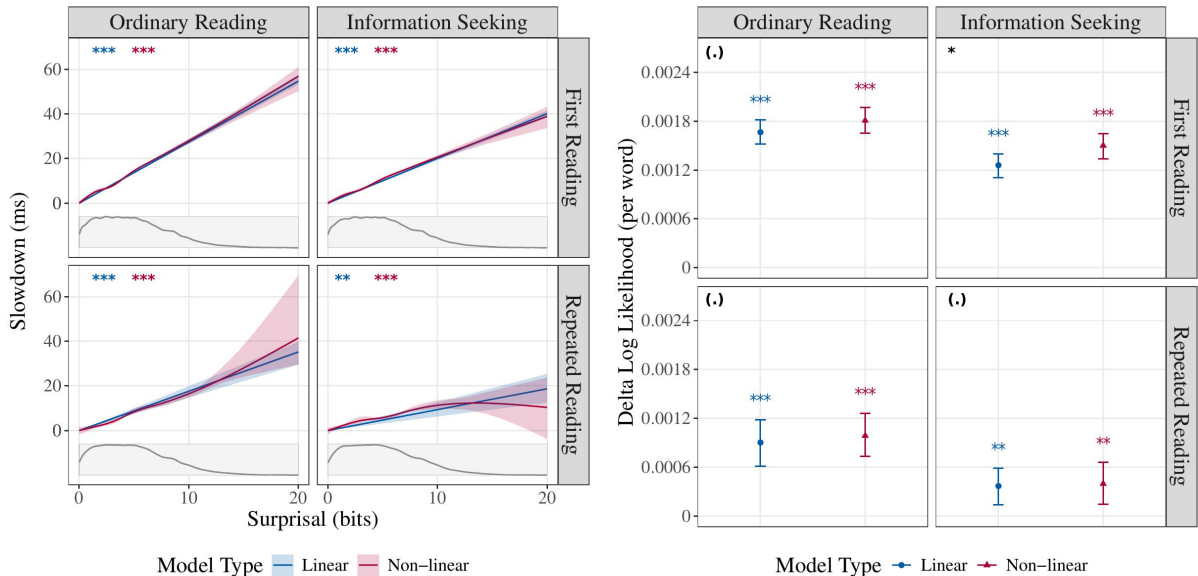 Ordinary Reading
Information Seeking
*** ***
*** ***
60
40
20
0
First Reading
*** ***
** ***
60
40
20
0
Repeated Reading
Slowdown (ms)
0 10 20
0 10 20
Surprisal (bits)
Model Type Linear Non−linear
Ordinary Reading
Information Seeking
(.)
*
0.0024
0.0018
0.0012
0.0006
0
*** ***
*** ***
First Reading
(.)
(.)
0.0024
0.0018
0.0012
0.0006
0
*** ***
** **
Repeated Reading
Delta Log Likelihood (per word)
Model Type Linear Non−linear